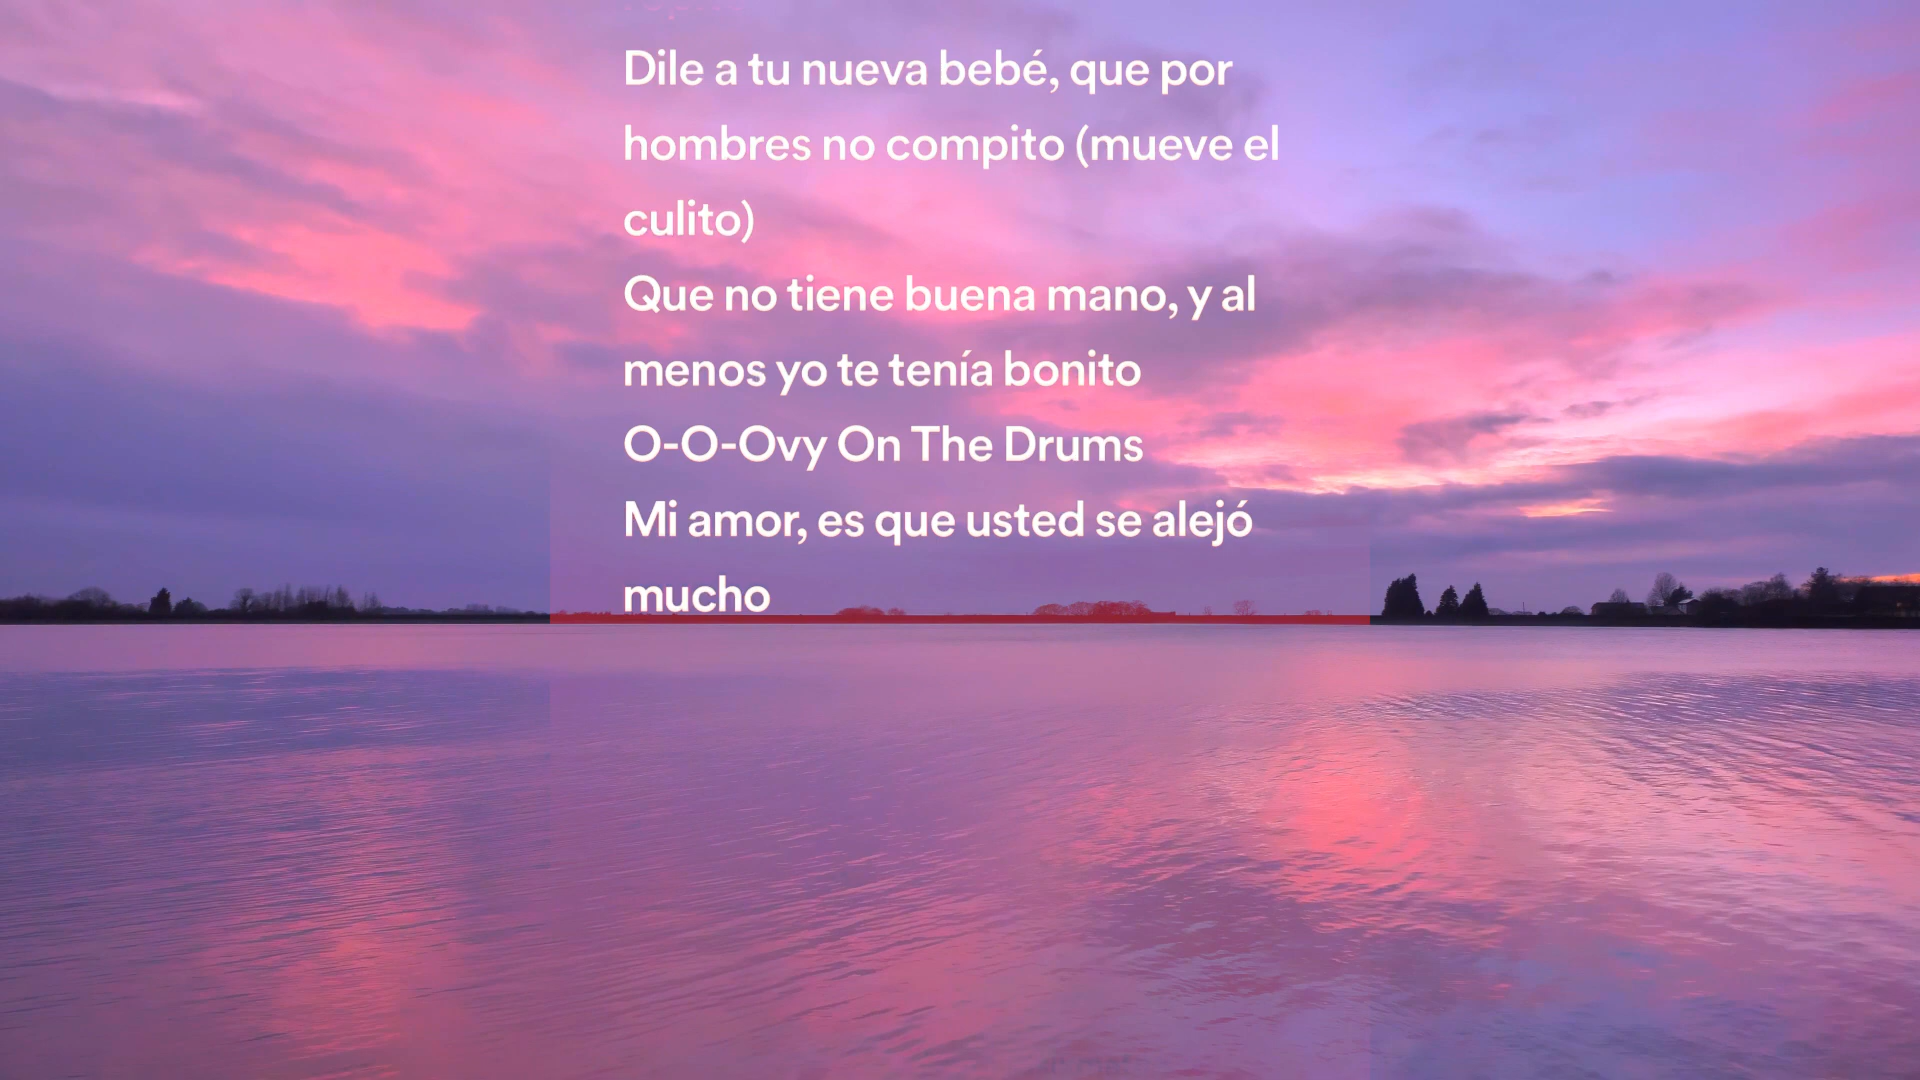 Dile a tu nueva bebé, que por
hombres no compito (mueve el
culito)
Que no tiene buena mano, y al
menos yo te tenía bonito
O-O-Ovy On The Drums
Mi amor, es que usted se alejó
mucho